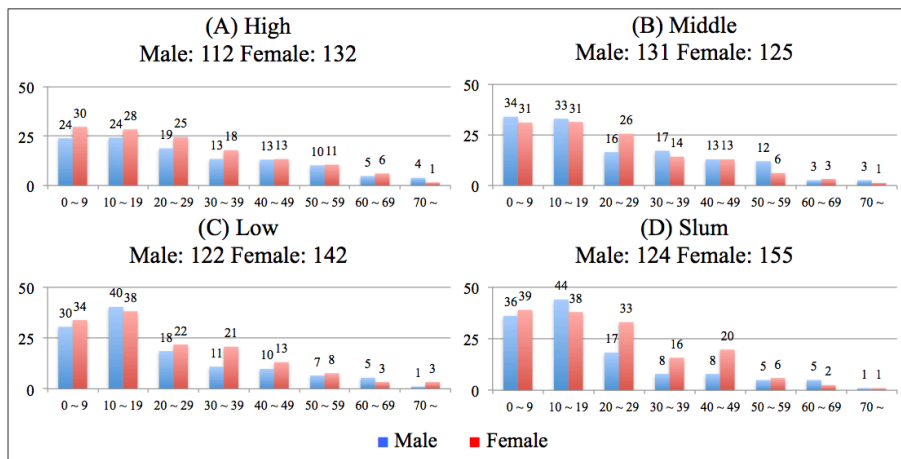 (A) High
Male: 112 Female: 132
50
25
0
24 30 24 28 19 25 13 18 13 13 10 11 5 6 4 1
0 ~ 9 10 ~ 19 20 ~ 29 30 ~ 39 40 ~ 49 50 ~ 59 60 ~ 69 70 ~
(B) Middle
Male: 131 Female: 125
50
25
0
34 31 33 31 16 26 17 14 13 13 12 6 3 3 3 1
0 ~ 9 10 ~ 19 20 ~ 29 30 ~ 39 40 ~ 49 50 ~ 59 60 ~ 69 70 ~
(C) Low
Male: 122 Female: 142
50
25
0
30 34 40 38 18 22 11 21 10 13 7 8 5 3 1 3
0 ~ 9 10 ~ 19 20 ~ 29 30 ~ 39 40 ~ 49 50 ~ 59 60 ~ 69 70 ~
(D) Slum
Male: 124 Female: 155
50
25
0
36 39 44 38 17 33 8 16 8 20 5 6 5 2 1 1
0 ~ 9 10 ~ 19 20 ~ 29 30 ~ 39 40 ~ 49 50 ~ 59 60 ~ 69 70 ~
Male Female